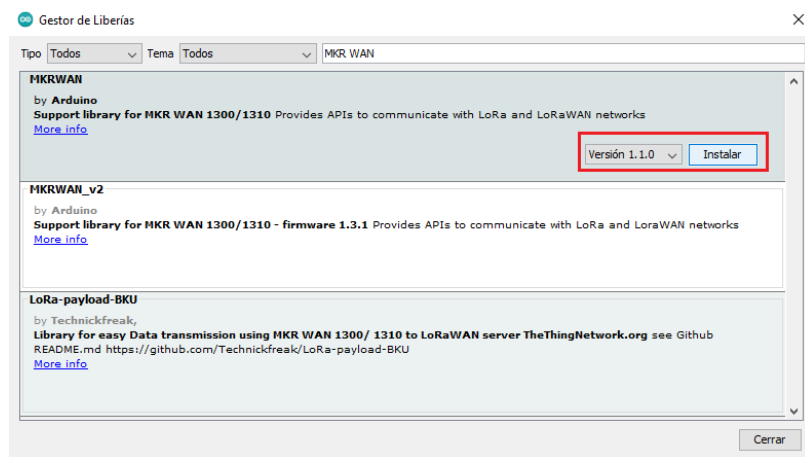 Gestor de Liberías
Tipo Todos Tema Todos MKR WAN
MKRWAN
by Arduino
Support library for MKR WAN 1300/1310 Provides APIs to communicate with LoRa and LoRaWAN networks
More info
Versión 1.1.0 Instalar
MKRWAN_v2
by Arduino
Support library for MKR WAN 1300/1310 - firmware 1.3.1 Provides APIs to communicate with LoRa and LoraWAN networks
More info
LoRa-payload-BKU
by Technickfreak,
Library for easy Data transmission using MKR WAN 1300/ 1310 to LoRaWAN server TheThingNetwork.org see Github
README.md https://github.com/Technickfreak/LoRa-payload-BKU
More info
Cerrar